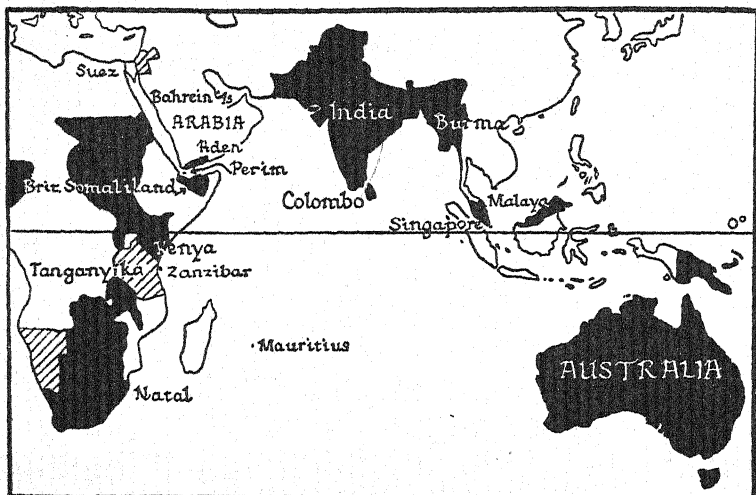 Suez
Bahrein Is
ARABIA
India
Burma
Aden
Perim
Brit. Somaliland
Colombo
Malaya
Singapore
0°
Kenya
Tanganyika
Zanzibar
Mauritius
AUSTRALIA
Natal